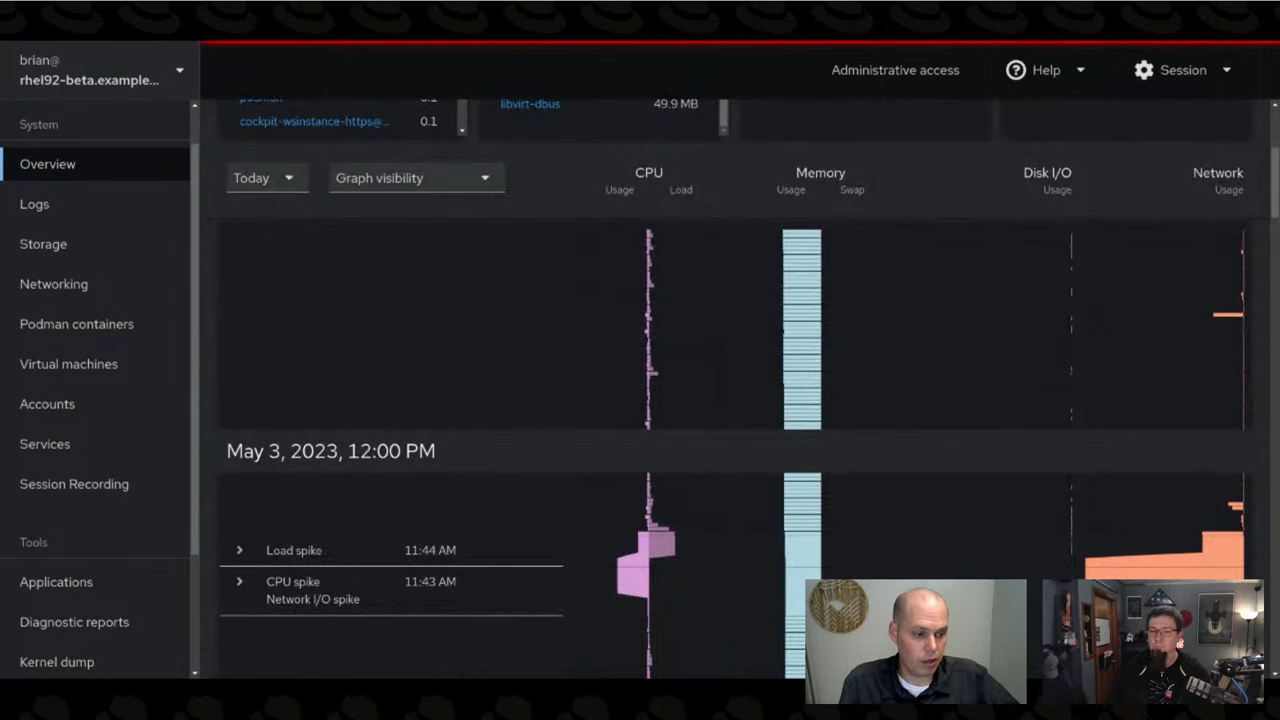 brian@
rhel92-beta.example...
Administrative access
Help
Session
System
Overview
Logs
Storage
Networking
Podman containers
Virtual machines
Accounts
Services
Session Recording
Tools
Applications
Diagnostic reports
Kernel dump
podman
0.1
cockpit-wsinstance-https@...
0.1
libvirt-dbus
49.9 MB
Today
Graph visibility
CPU
Usage
Load
Memory
Usage
Swap
Disk I/O
Usage
Network
Usage
May 3, 2023, 12:00 PM
Load spike
11:44 AM
CPU spike
11:43 AM
Network I/O spike